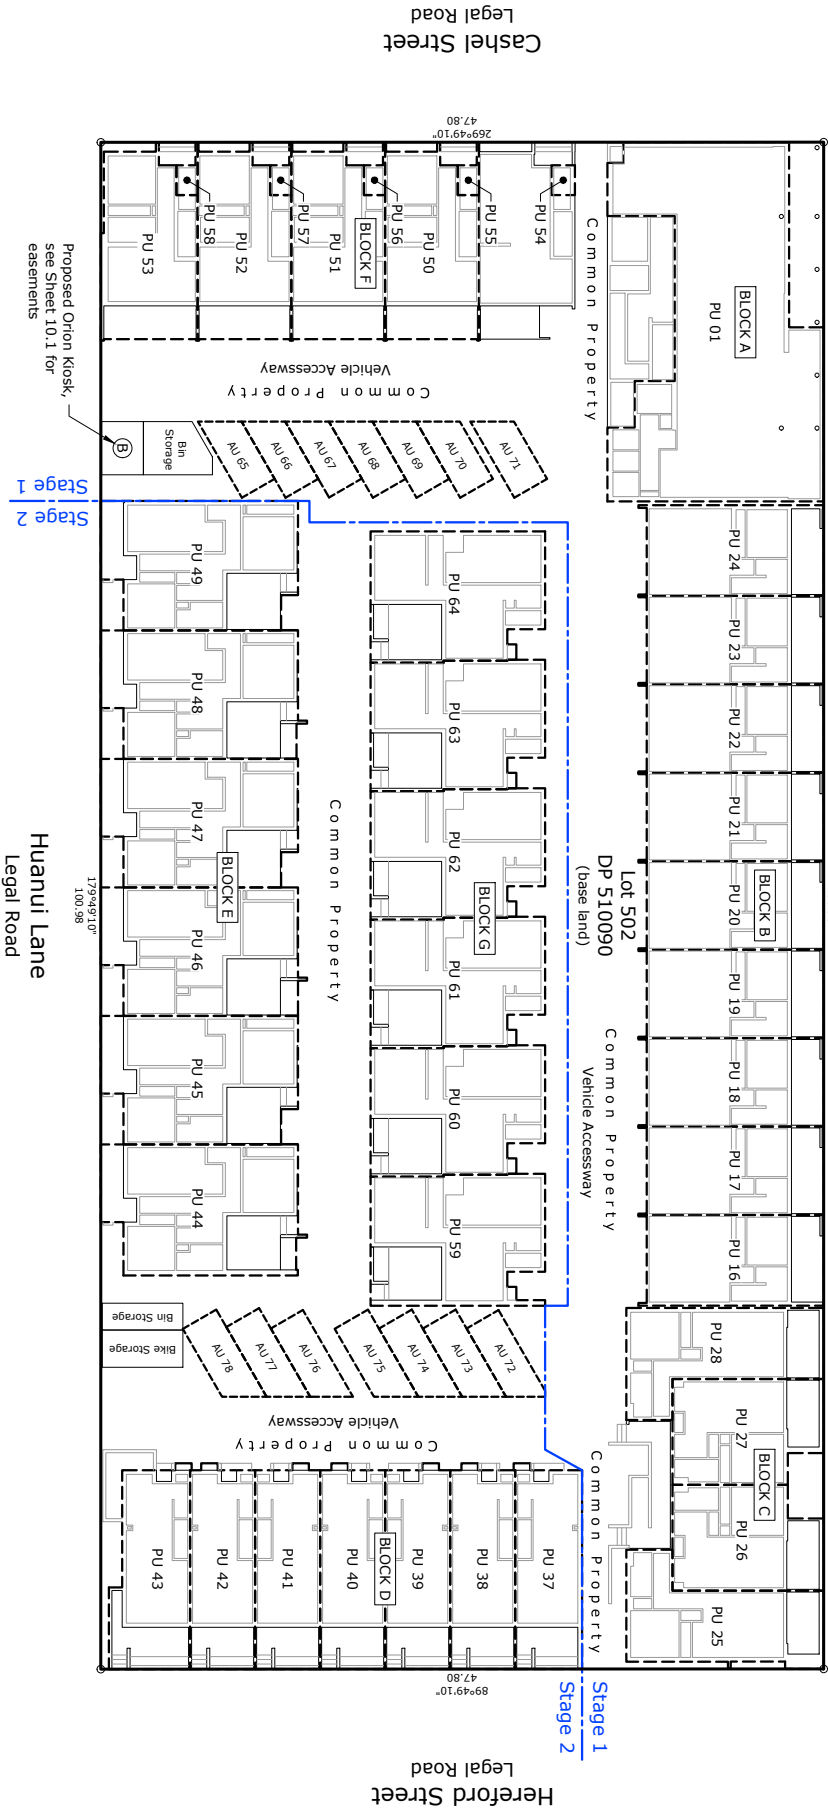 Cashel Street
Legal Road
269°49'10"
47.80
BLOCK A
PU 01
Common Property
PU 54
PU 55
PU 56
PU 57
PU 58
BLOCK F
PU 50
PU 51
PU 52
PU 53
Proposed Orion Kiosk,
see Sheet 10.1 for
easements
Vehicle Accessway
Common Property
B
Bin
Storage
AU 65
AU 66
AU 67
AU 68
AU 69
AU 70
AU 71
Stage 1
Stage 2
PU 49
PU 48
PU 47
PU 46
PU 45
PU 44
BLOCK E
Common Property
PU 64
PU 63
PU 62
PU 61
PU 60
PU 59
BLOCK G
Lot 502
DP 510090
(base land)
Common Property
Vehicle Accessway
PU 24
PU 23
PU 22
PU 21
PU 20
PU 19
PU 18
PU 17
PU 16
BLOCK B
179°49'10"
100.98
Huanui Lane
Legal Road
Bin Storage
Bike Storage
AU 78
AU 77
AU 76
AU 75
AU 74
AU 73
AU 72
Vehicle Accessway
Common Property
Common Property
PU 28
PU 27
BLOCK C
PU 26
PU 25
BLOCK D
PU 43
PU 42
PU 41
PU 40
PU 39
PU 38
PU 37
89°49'10"
47.80
Stage 1
Stage 2
Hereford Street
Legal Road